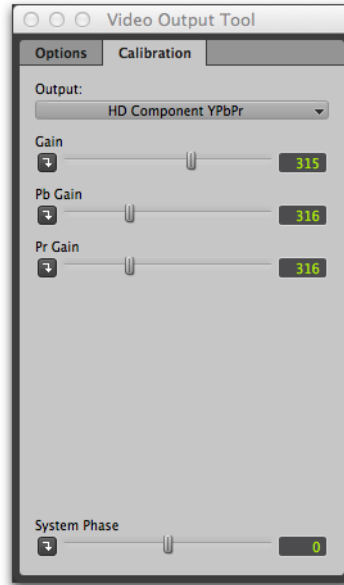 Video Output Tool
Options Calibration
Output:
HD Component YPbPr
Gain
315
Pb Gain
316
Pr Gain
316
System Phase
0